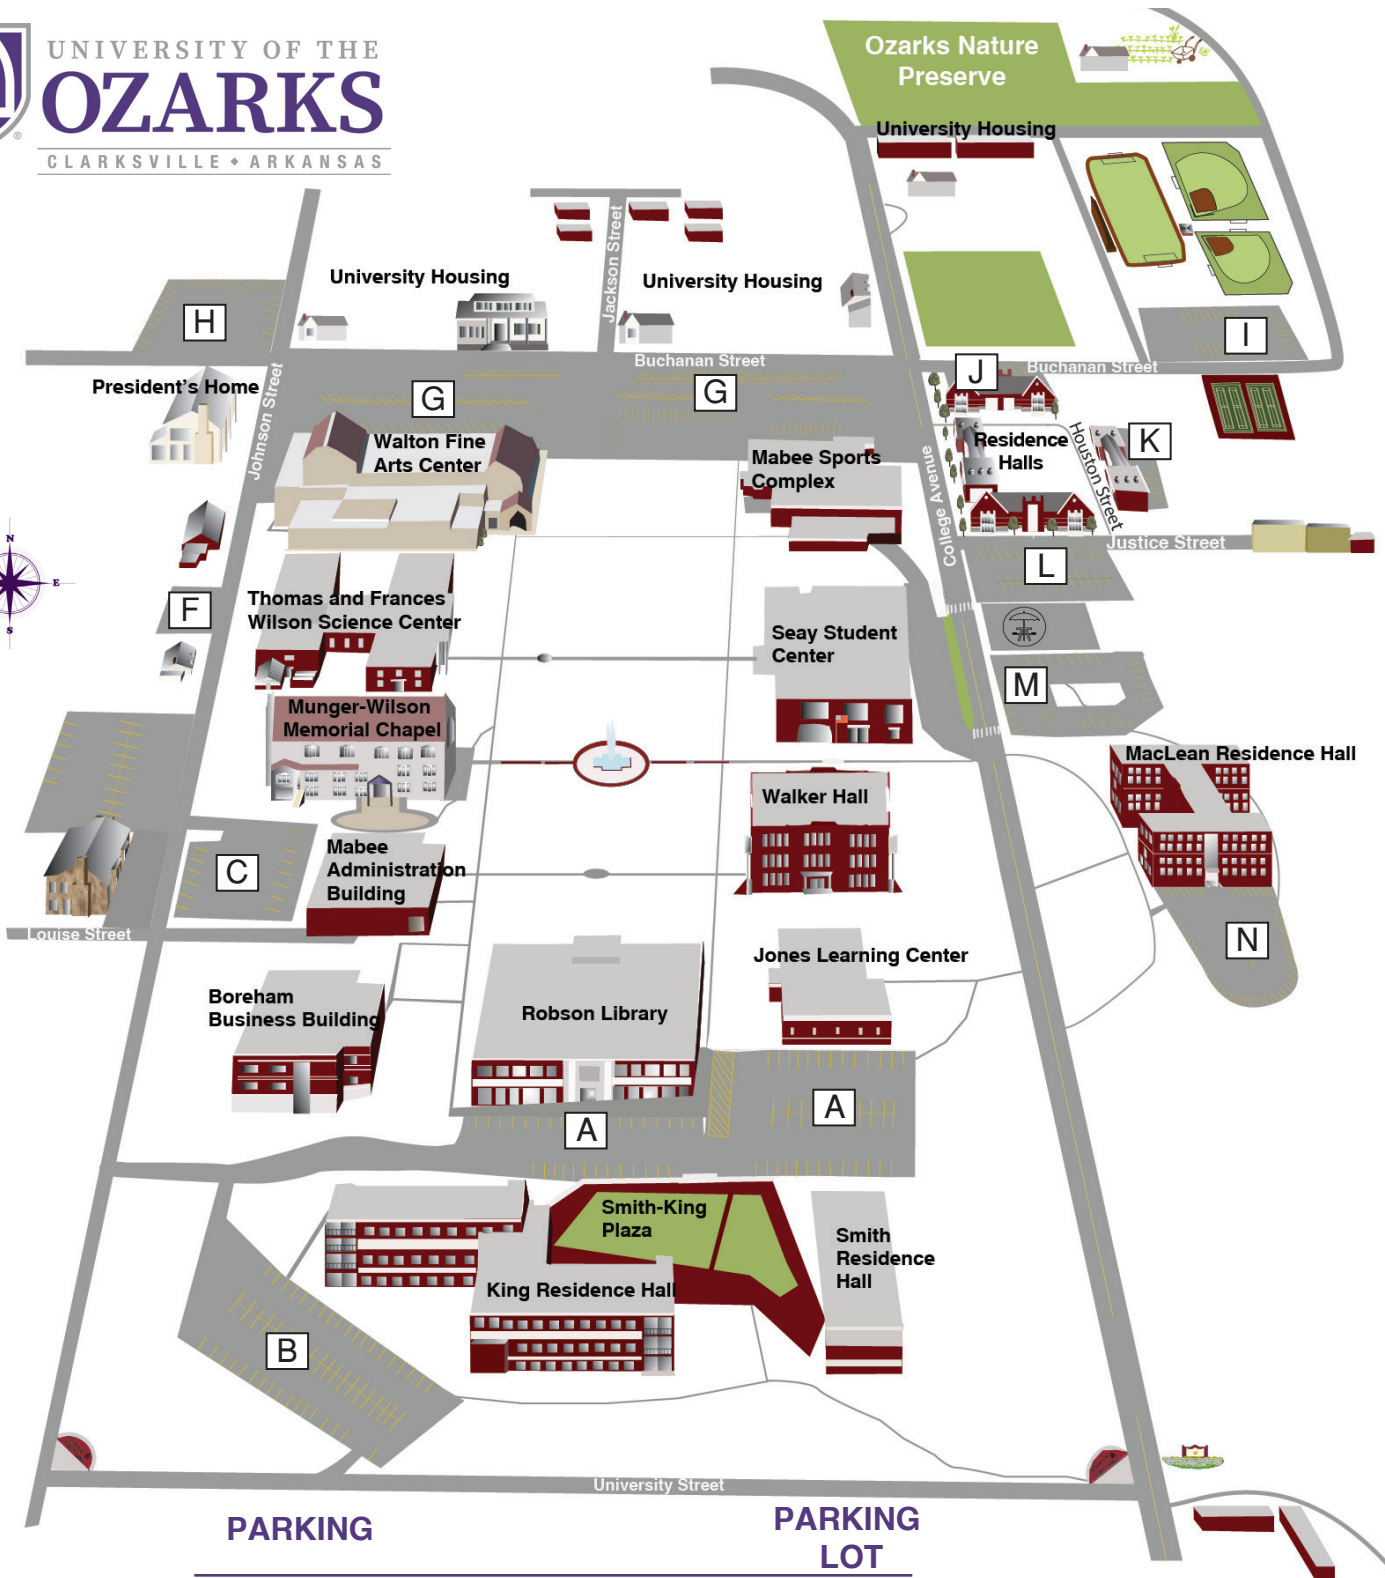 UNIVERSITY OF THE
OZARKS
®
CLARKSVILLE ◆ ARKANSAS
Ozarks Nature
Preserve
University Housing
Jackson Street
University Housing
University Housing
H
I
Buchanan Street
Buchanan Street
President's Home
Johnson Street
G
G
J
Walton Fine
Arts Center
Mabee Sports
Complex
College Avenue
Residence
Halls
Houston Street
K
Justice Street
L
N
E
S
F
Thomas and Frances
Wilson Science Center
Seay Student
Center
M
Munger-Wilson
Memorial Chapel
MacLean Residence Hall
Walker Hall
C
Mabee
Administration
Building
Louise Street
N
Jones Learning Center
Boreham
Business Building
Robson Library
A
A
Smith-King
Plaza
Smith
Residence
Hall
King Residence Hall
B
University Street
PARKING
PARKING
LOT